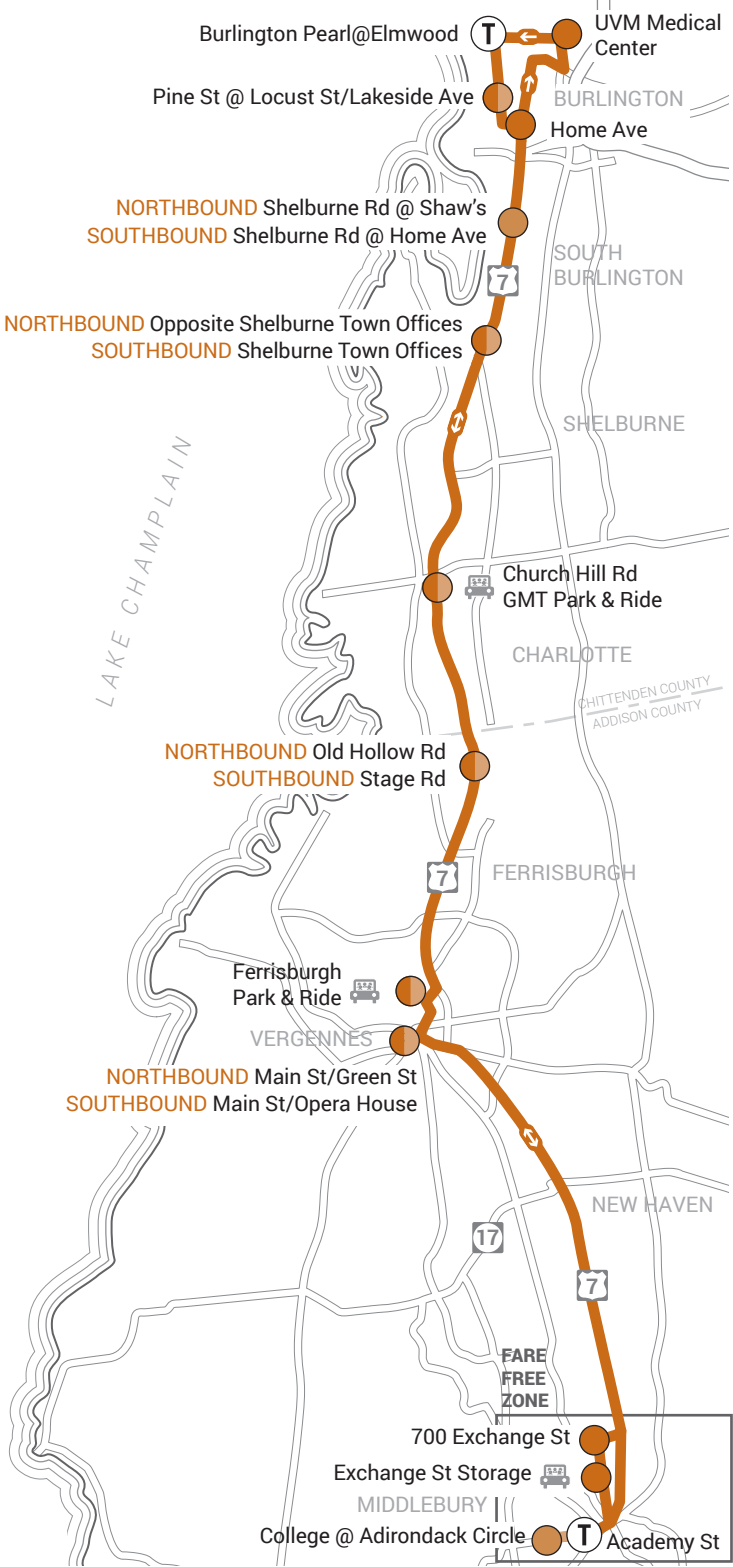 Burlington Pearl@Elmwood
T
UVM Medical
Center
Pine St @ Locust St/Lakeside Ave
BURLINGTON
Home Ave
NORTHBOUND Shelburne Rd @ Shaw's
SOUTHBOUND Shelburne Rd @ Home Ave
SOUTH
BURLINGTON
7
NORTHBOUND Opposite Shelburne Town Offices
SOUTHBOUND Shelburne Town Offices
SHELBURNE
LAKE CHAMPLAIN
Church Hill Rd
GMT Park & Ride
CHARLOTTE
CHITTENDEN COUNTY
ADDISON COUNTY
NORTHBOUND Old Hollow Rd
SOUTHBOUND Stage Rd
7
FERRISBURGH
Ferrisburgh
Park & Ride
VERGENNES
NORTHBOUND Main St/Green St
SOUTHBOUND Main St/Opera House
NEW HAVEN
17
7
FARE
FREE
ZONE
700 Exchange St
Exchange St Storage
MIDDLEBURY
College @ Adirondack Circle
T
Academy St